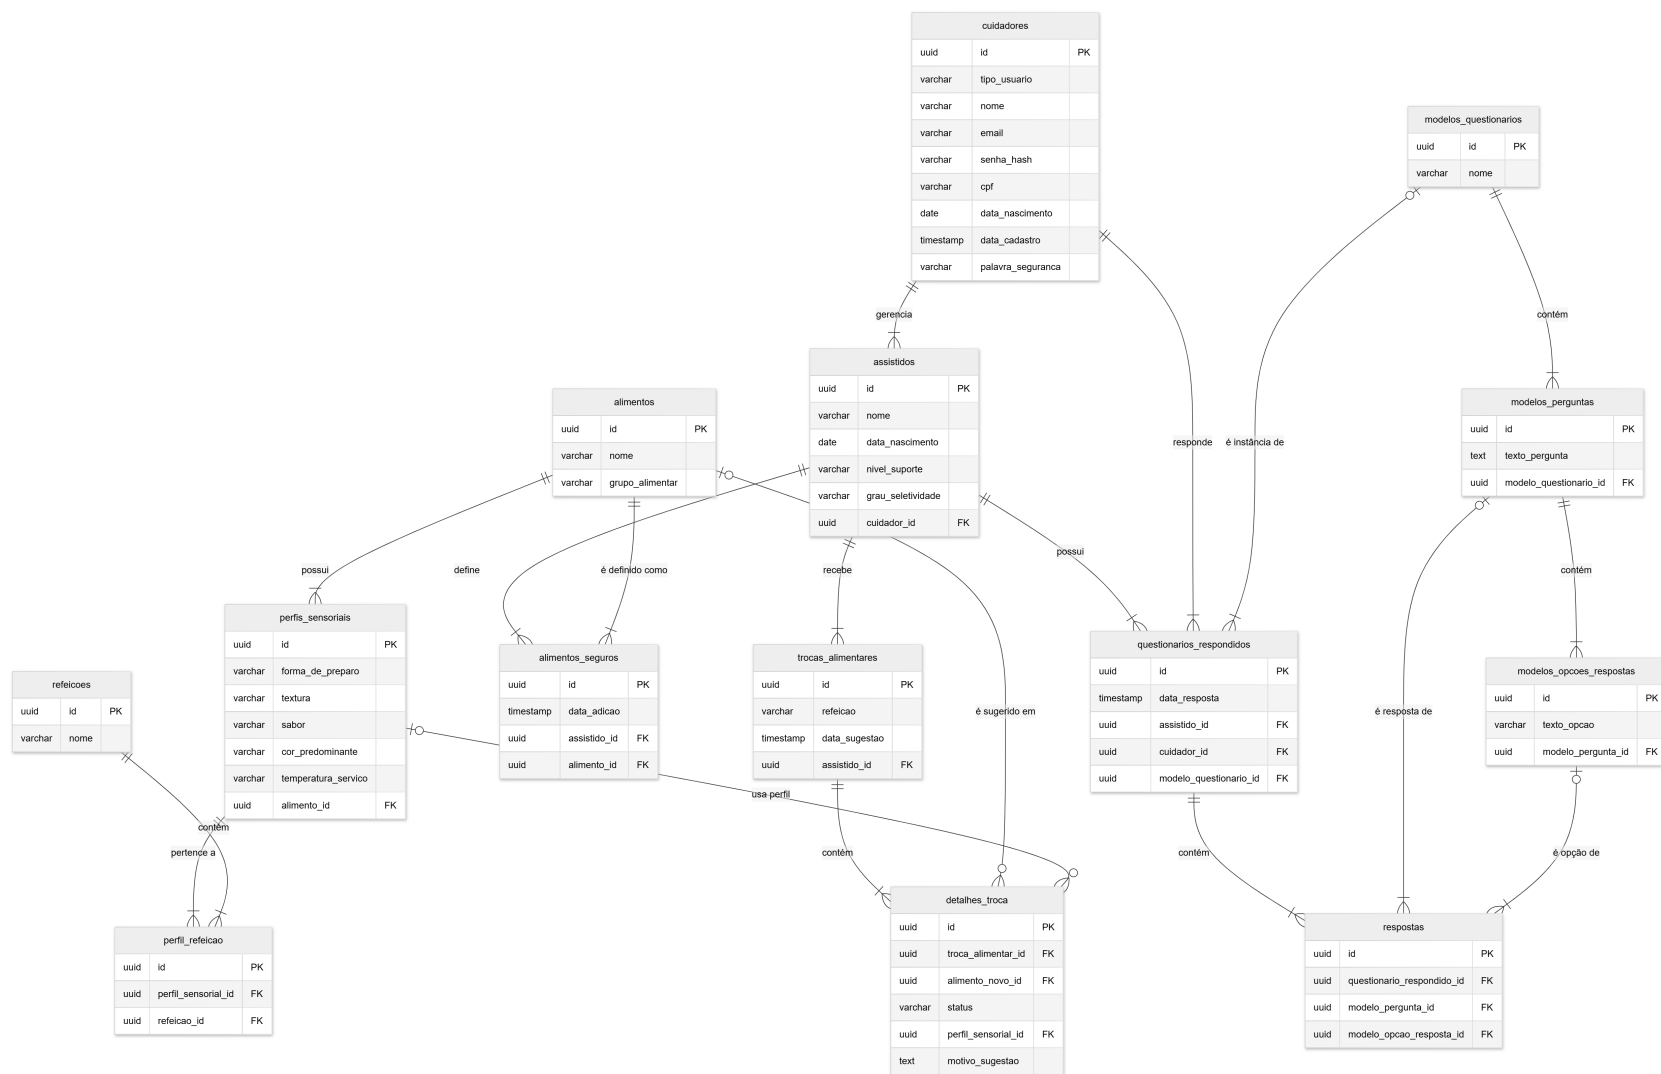 cuidadores
uuid id PK
varchar tipo_usuario
varchar nome
varchar email
varchar senha_hash
varchar cpf
date data_nascimento
timestamp data_cadastro
varchar palavra_seguranca
modelos_questionarios
uuid id PK
varchar nome
gerencia
contém
assistidos
uuid id PK
varchar nome
date data_nascimento
varchar nivel_suporte
varchar grau_seletividade
uuid cuidador_id FK
alimentos
uuid id PK
varchar nome
varchar grupo_alimentar
modelos_perguntas
uuid id PK
text texto_pergunta
uuid modelo_questionario_id FK
responde
é instância de
possui
possui
define
é definido como
recebe
contém
perfis_sensoriais
uuid id PK
varchar forma_de_preparo
varchar textura
varchar sabor
varchar cor_predominante
varchar temperatura_servico
uuid alimento_id FK
alimentos_seguros
uuid id PK
timestamp data_adicao
uuid assistido_id FK
uuid alimento_id FK
trocas_alimentares
uuid id PK
varchar refeicao
timestamp data_sugestao
uuid assistido_id FK
questionarios_respondidos
uuid id PK
timestamp data_resposta
uuid assistido_id FK
uuid cuidador_id FK
uuid modelo_questionario_id FK
modelos_opcoes_respostas
uuid id PK
varchar texto_opcao
uuid modelo_pergunta_id FK
refeicoes
uuid id PK
varchar nome
é sugerido em
é resposta de
usa perfil
contém
pertence a
contém
contém
é opção de
perfil_refeicao
uuid id PK
uuid perfil_sensorial_id FK
uuid refeicao_id FK
detalhes_troca
uuid id PK
uuid troca_alimentar_id FK
uuid alimento_novo_id FK
varchar status
uuid perfil_sensorial_id FK
text motivo_sugestao
respostas
uuid id PK
uuid questionario_respondido_id FK
uuid modelo_pergunta_id FK
uuid modelo_opcao_resposta_id FK